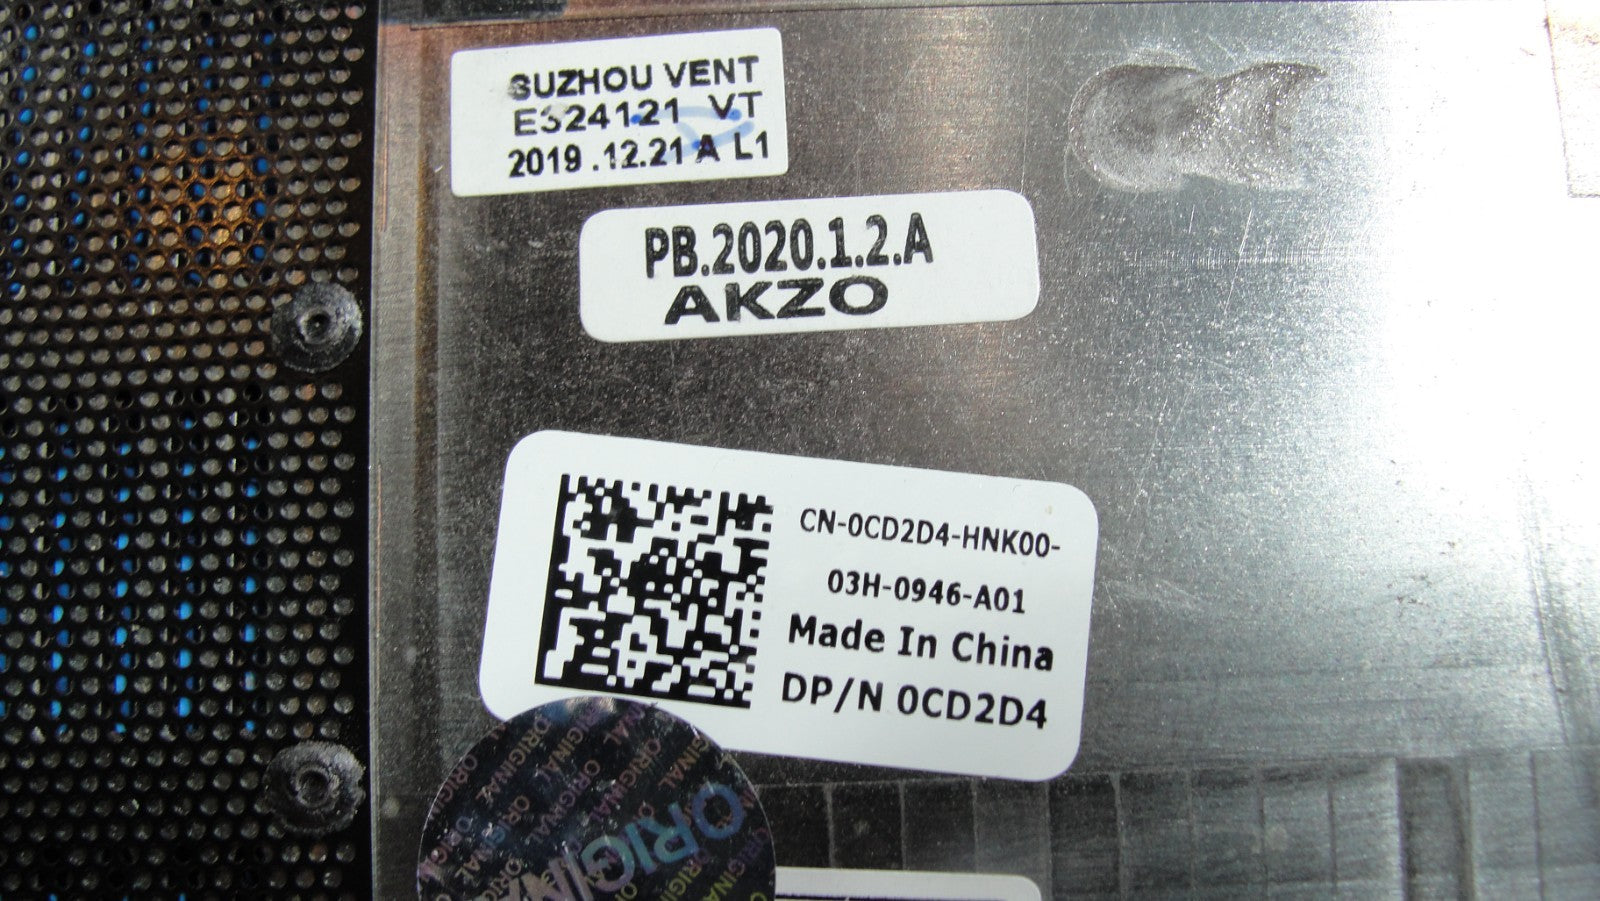 SUZHOU VENT
E324121 VT
2019.12.21 A L1
PB.2020.1.2.A
AKZO
CN-0CD2D4-HNK00-
03H-0946-A01
Made In China
DP/N 0CD2D4
ORIGINAL